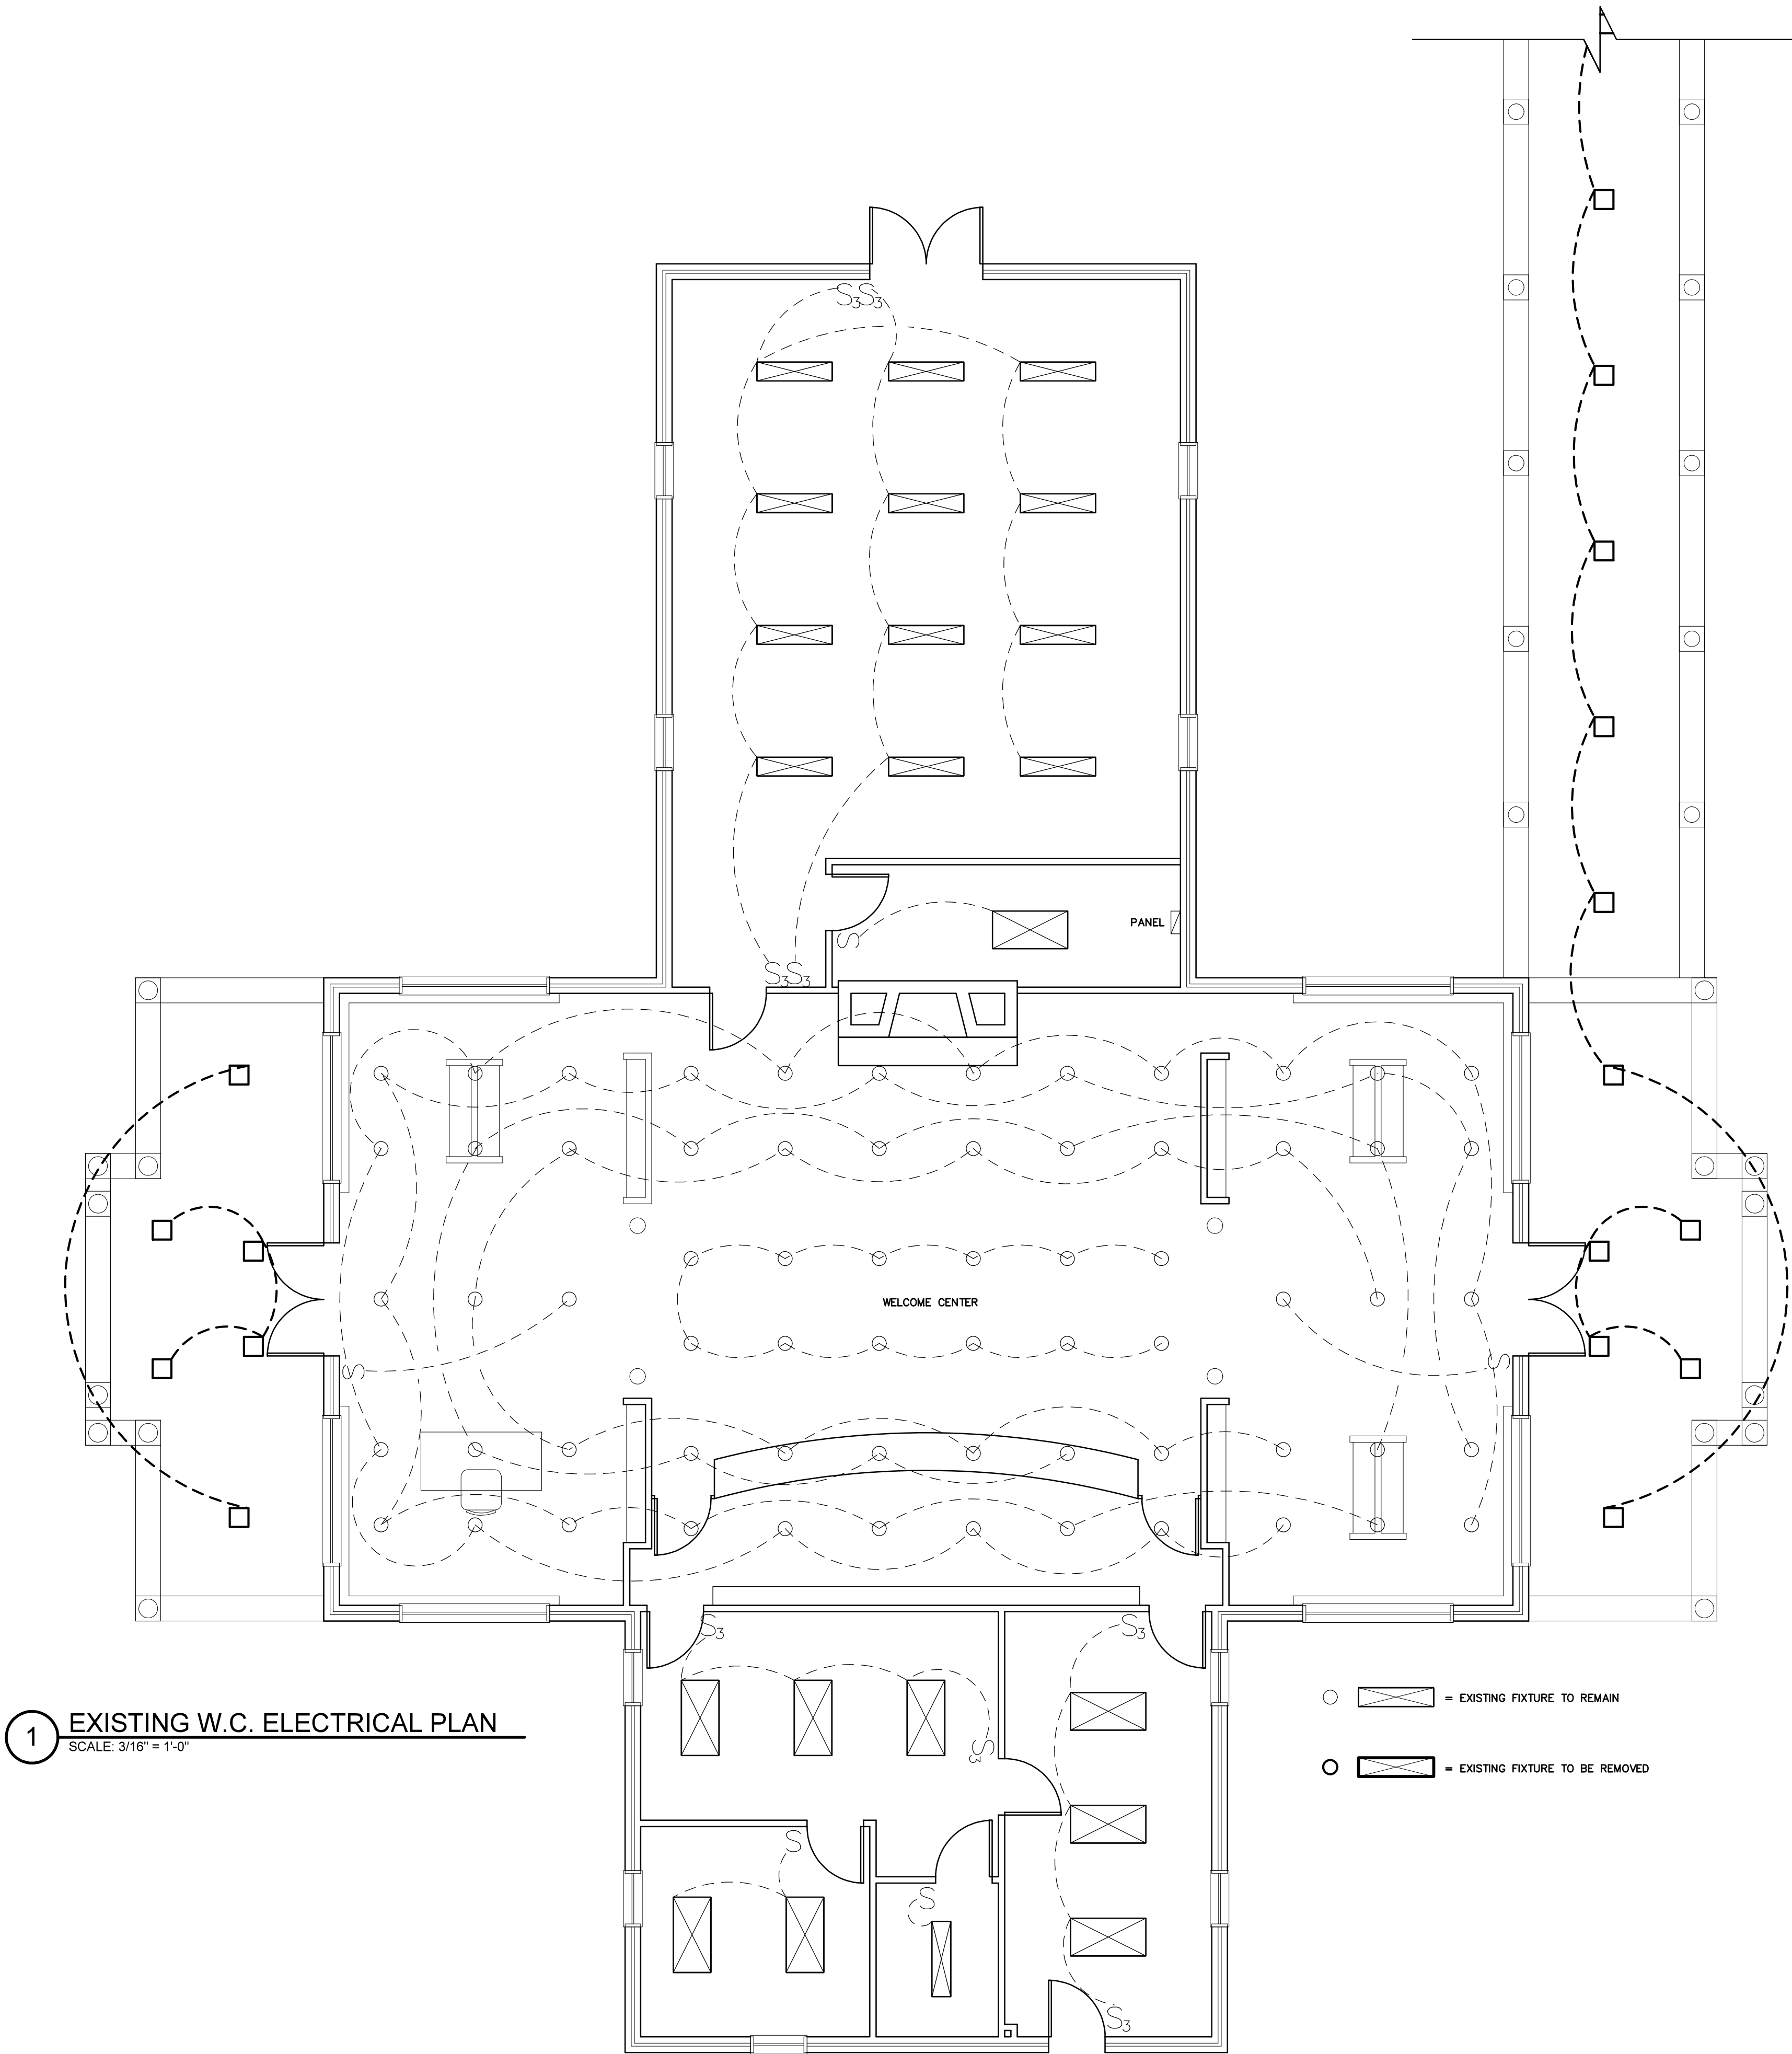 S3S3
PANEL
S
S3S3
WELCOME CENTER
S
S
S3
S3
= EXISTING FIXTURE TO REMAIN
1
EXISTING W.C. ELECTRICAL PLAN
SCALE: 3/16" = 1'-0"
S3
= EXISTING FIXTURE TO BE REMOVED
S
S
S3